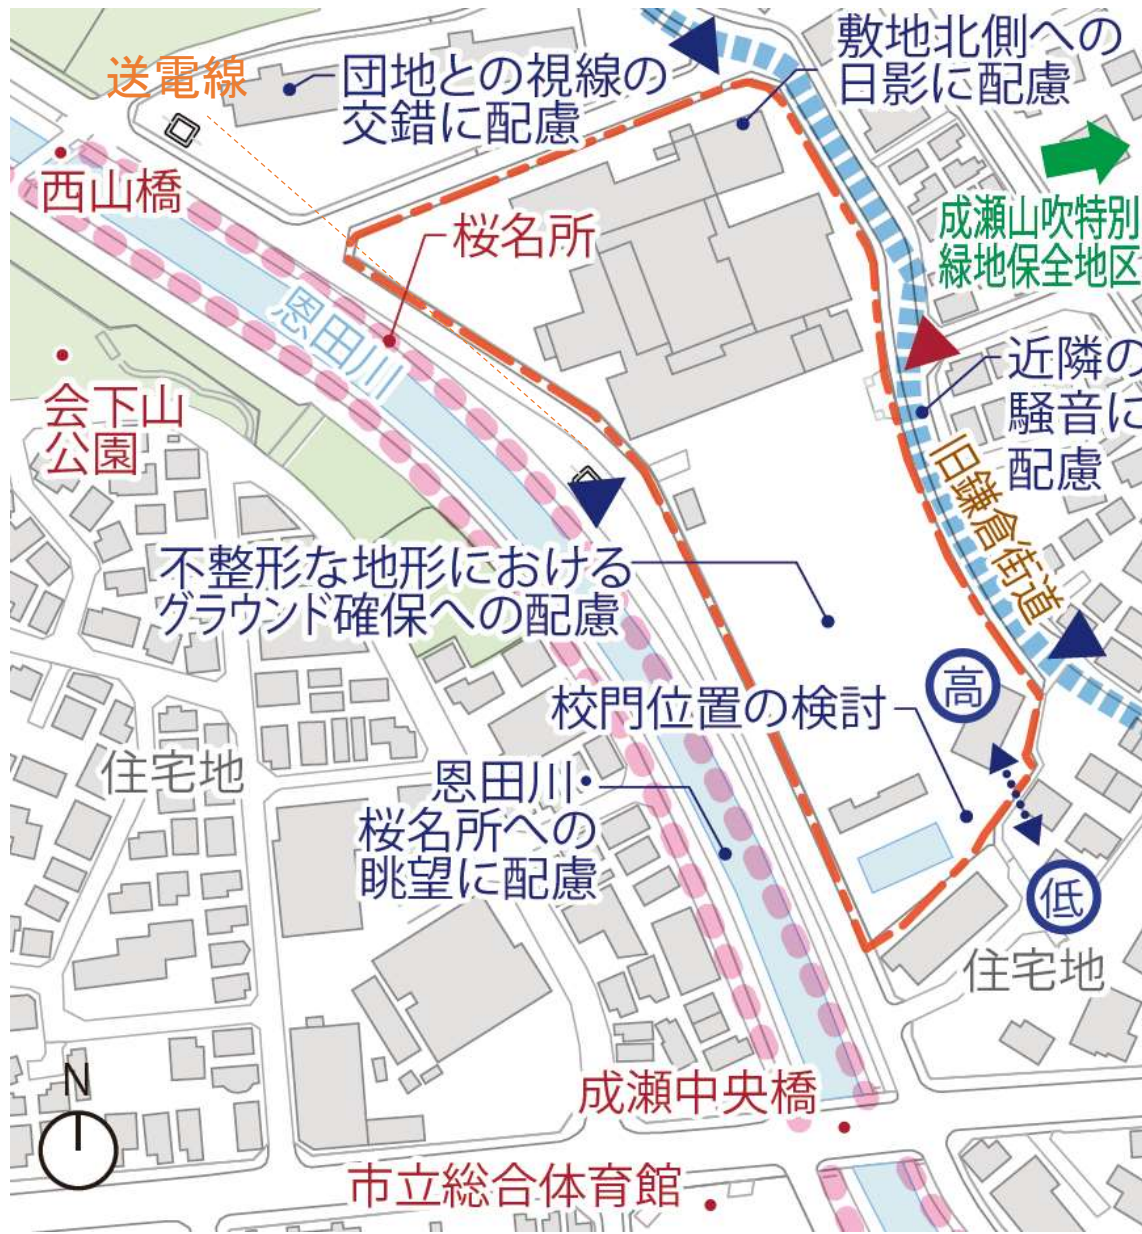 敷地北側への
日影に配慮
送電線
団地との視線の
交錯に配慮
西山橋
桜名所
成瀬山吹特別
緑地保全地区
恩田川
近隣の
騒音に
配慮
会下山
公園
旧鎌倉街道
不整形な地形における
グラウンド確保への配慮
高
校門位置の検討
住宅地
恩田川・
桜名所への
眺望に配慮
低
住宅地
N
成瀬中央橋
市立総合体育館